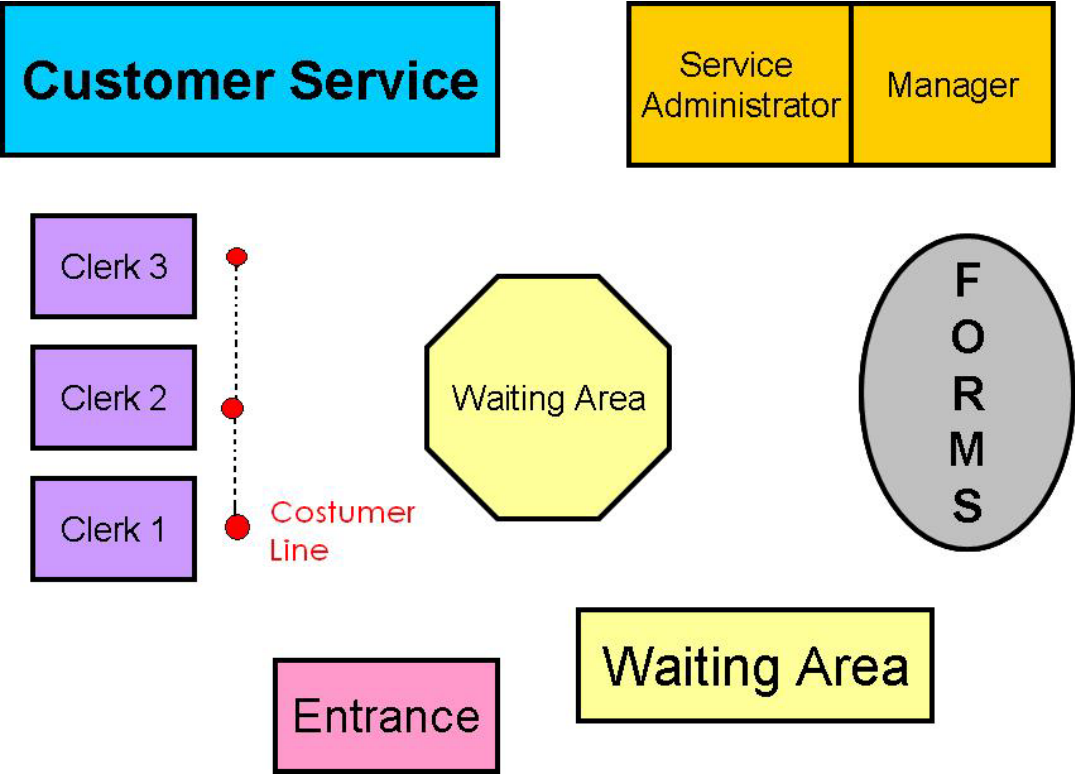 Customer Service
Service
Administrator
Manager
Clerk 3
Clerk 2
Clerk 1
Costumer
Line
Waiting Area
F
O
R
M
S
Waiting Area
Entrance